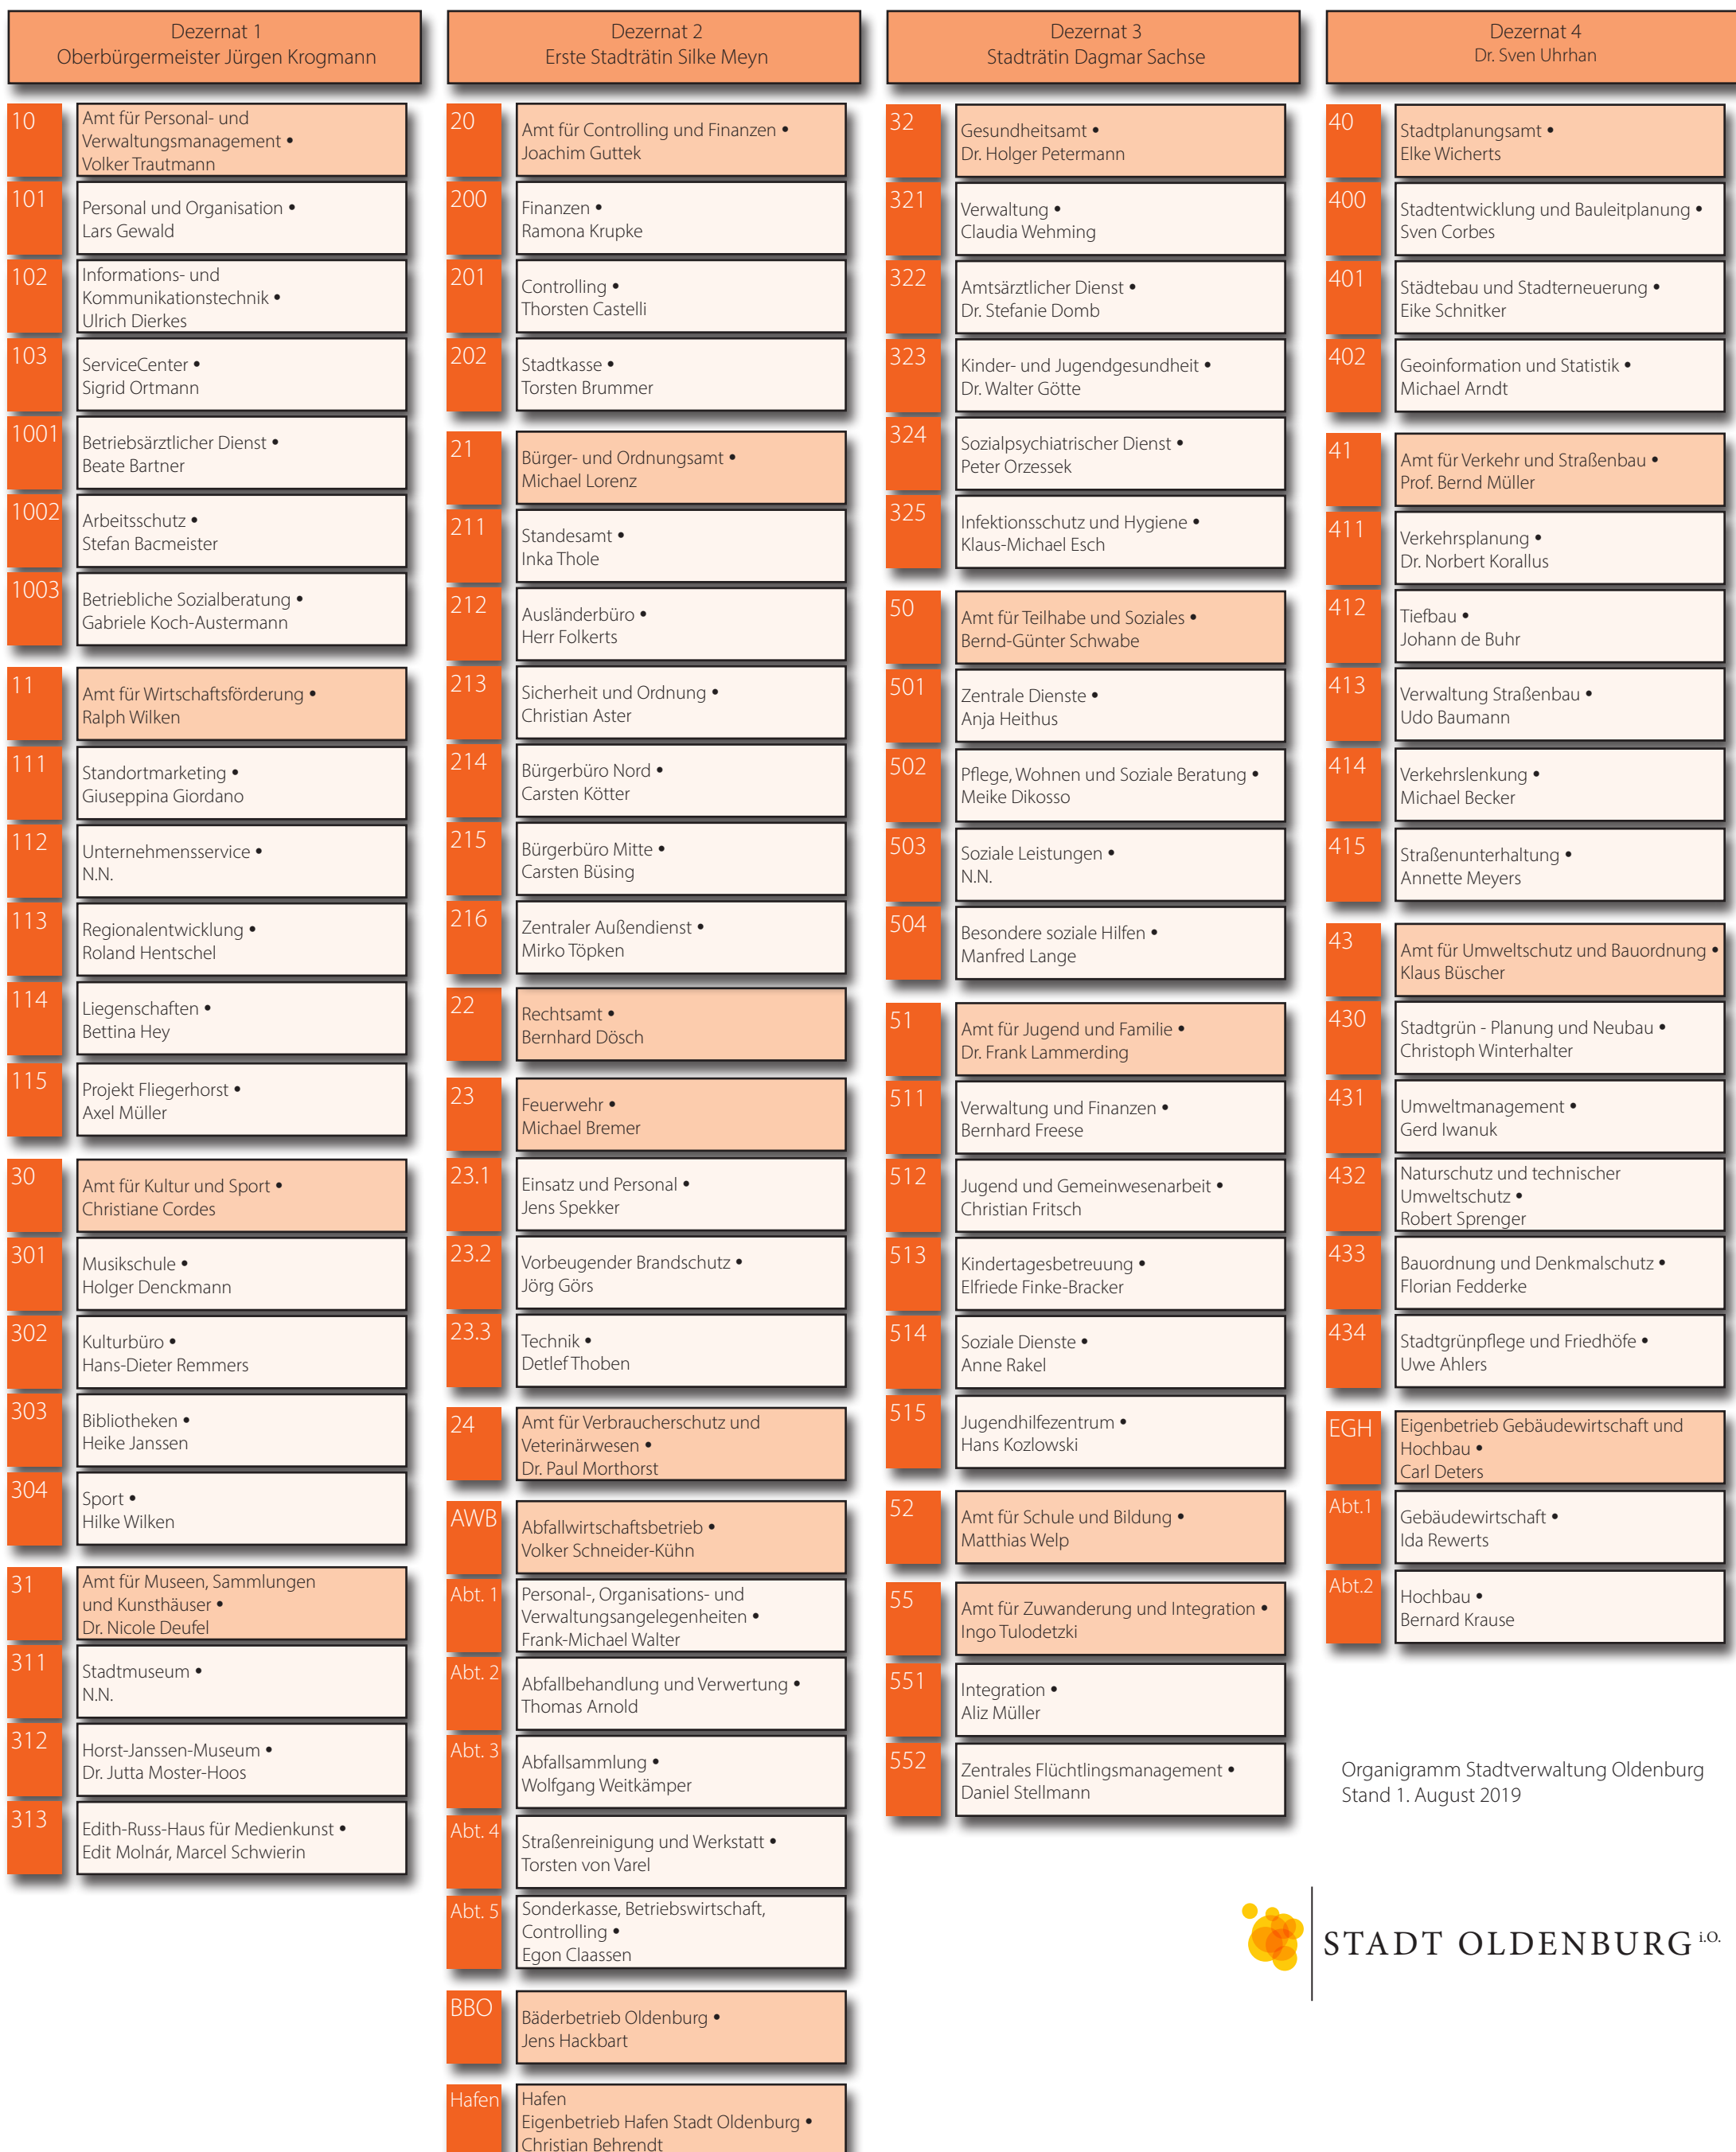 Dezernat 1
Oberbürgermeister Jürgen Krogmann
10
Amt für Personal- und
Verwaltungsmanagement •
Volker Trautmann
101
Personal und Organisation •
Lars Gewald
102
Informations- und
Kommunikationstechnik •
Ulrich Dierkes
103
ServiceCenter •
Sigrid Ortmann
1001
Betriebsärztlicher Dienst •
Beate Bartner
1002
Arbeitsschutz •
Stefan Bacmeister
1003
Betriebliche Sozialberatung •
Gabriele Koch-Austermann
11
Amt für Wirtschaftsförderung •
Ralph Wilken
111
Standortmarketing •
Giuseppina Giordano
112
Unternehmensservice •
N.N.
113
Regionalentwicklung •
Roland Hentschel
114
Liegenschaften •
Bettina Hey
115
Projekt Fliegerhorst •
Axel Müller
30
Amt für Kultur und Sport •
Christiane Cordes
301
Musikschule •
Holger Denckmann
302
Kulturbüro •
Hans-Dieter Remmers
303
Bibliotheken •
Heike Janssen
304
Sport •
Hilke Wilken
31
Amt für Museen, Sammlungen
und Kunsthäuser •
Dr. Nicole Deufel
311
Stadtmuseum •
N.N.
312
Horst-Janssen-Museum •
Dr. Jutta Moster-Hoos
313
Edith-Russ-Haus für Medienkunst •
Edit Molnár, Marcel Schwierin
Dezernat 2
Erste Stadträtin Silke Meyn
20
Amt für Controlling und Finanzen •
Joachim Guttek
200
Finanzen •
Ramona Krupke
201
Controlling •
Thorsten Castelli
202
Stadtkasse •
Torsten Brummer
21
Bürger- und Ordnungsamt •
Michael Lorenz
211
Standesamt •
Inka Thole
212
Ausländerbüro •
Herr Folkerts
213
Sicherheit und Ordnung •
Christian Aster
214
Bürgerbüro Nord •
Carsten Kötter
215
Bürgerbüro Mitte •
Carsten Büsing
216
Zentraler Außendienst •
Mirko Töpken
22
Rechtsamt •
Bernhard Dösch
23
Feuerwehr •
Michael Bremer
23.1
Einsatz und Personal •
Jens Spekker
23.2
Vorbeugender Brandschutz •
Jörg Görs
23.3
Technik •
Detlef Thoben
24
Amt für Verbraucherschutz und
Veterinärwesen •
Dr. Paul Morthorst
AWB
Abfallwirtschaftsbetrieb •
Volker Schneider-Kühn
Abt. 1
Personal-, Organisations- und
Verwaltungsangelegenheiten •
Frank-Michael Walter
Abt. 2
Abfallbehandlung und Verwertung •
Thomas Arnold
Abt. 3
Abfallsammlung •
Wolfgang Weitkämper
Abt. 4
Straßenreinigung und Werkstatt •
Torsten von Varel
Abt. 5
Sonderkasse, Betriebswirtschaft,
Controlling •
Egon Claassen
BBO
Bäderbetrieb Oldenburg •
Jens Hackbart
Hafen
Hafen
Eigenbetrieb Hafen Stadt Oldenburg •
Christian Behrendt
Dezernat 3
Stadträtin Dagmar Sachse
32
Gesundheitsamt •
Dr. Holger Petermann
321
Verwaltung •
Claudia Wehming
322
Amtsärztlicher Dienst •
Dr. Stefanie Domb
323
Kinder- und Jugendgesundheit •
Dr. Walter Götte
324
Sozialpsychiatrischer Dienst •
Peter Orzessek
325
Infektionsschutz und Hygiene •
Klaus-Michael Esch
50
Amt für Teilhabe und Soziales •
Bernd-Günter Schwabe
501
Zentrale Dienste •
Anja Heithus
502
Pflege, Wohnen und Soziale Beratung •
Meike Dikosso
503
Soziale Leistungen •
N.N.
504
Besondere soziale Hilfen •
Manfred Lange
51
Amt für Jugend und Familie •
Dr. Frank Lammerding
511
Verwaltung und Finanzen •
Bernhard Freese
512
Jugend und Gemeinwesenarbeit •
Christian Fritsch
513
Kindertagesbetreuung •
Elfriede Finke-Bracker
514
Soziale Dienste •
Anne Rakel
515
Jugendhilfezentrum •
Hans Kozlowski
52
Amt für Schule und Bildung •
Matthias Welp
55
Amt für Zuwanderung und Integration •
Ingo Tulodetzki
551
Integration •
Aliz Müller
552
Zentrales Flüchtlingsmanagement •
Daniel Stellmann
Dezernat 4
Dr. Sven Uhrhan
40
Stadtplanungsamt •
Elke Wicherts
400
Stadtentwicklung und Bauleitplanung •
Sven Corbes
401
Städtebau und Stadterneuerung •
Eike Schnitker
402
Geoinformation und Statistik •
Michael Arndt
41
Amt für Verkehr und Straßenbau •
Prof. Bernd Müller
411
Verkehrsplanung •
Dr. Norbert Korallus
412
Tiefbau •
Johann de Buhr
413
Verwaltung Straßenbau •
Udo Baumann
414
Verkehrslenkung •
Michael Becker
415
Straßenunterhaltung •
Annette Meyers
43
Amt für Umweltschutz und Bauordnung •
Klaus Büscher
430
Stadtgrün - Planung und Neubau •
Christoph Winterhalter
431
Umweltmanagement •
Gerd Iwanuk
432
Naturschutz und technischer
Umweltschutz •
Robert Sprenger
433
Bauordnung und Denkmalschutz •
Florian Fedderke
434
Stadtgrünpflege und Friedhöfe •
Uwe Ahlers
EGH
Eigenbetrieb Gebäudewirtschaft und
Hochbau •
Carl Deters
Abt.1
Gebäudewirtschaft •
Ida Rewerts
Abt.2
Hochbau •
Bernard Krause
Organigramm Stadtverwaltung Oldenburg
Stand 1. August 2019
STADT OLDENBURG i.O.